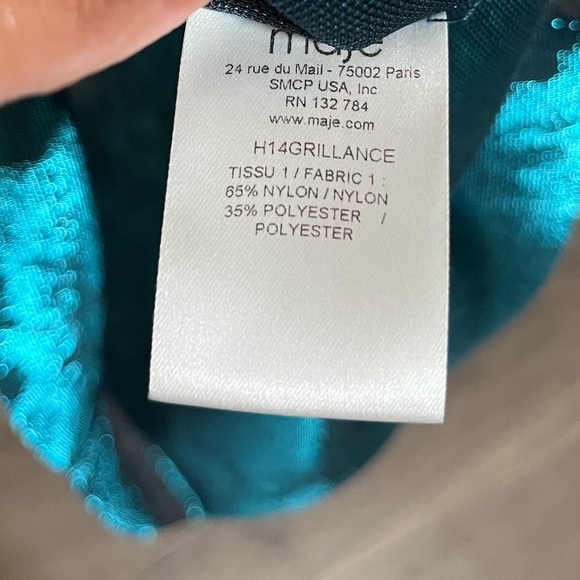 maje
24 rue du Mail - 75002 Paris
SMCP USA, Inc
RN 132 784
www.maje.com
H14GRILLANCE
TISSU 1 / FABRIC 1 :
65% NYLON / NYLON
35% POLYESTER /
POLYESTER